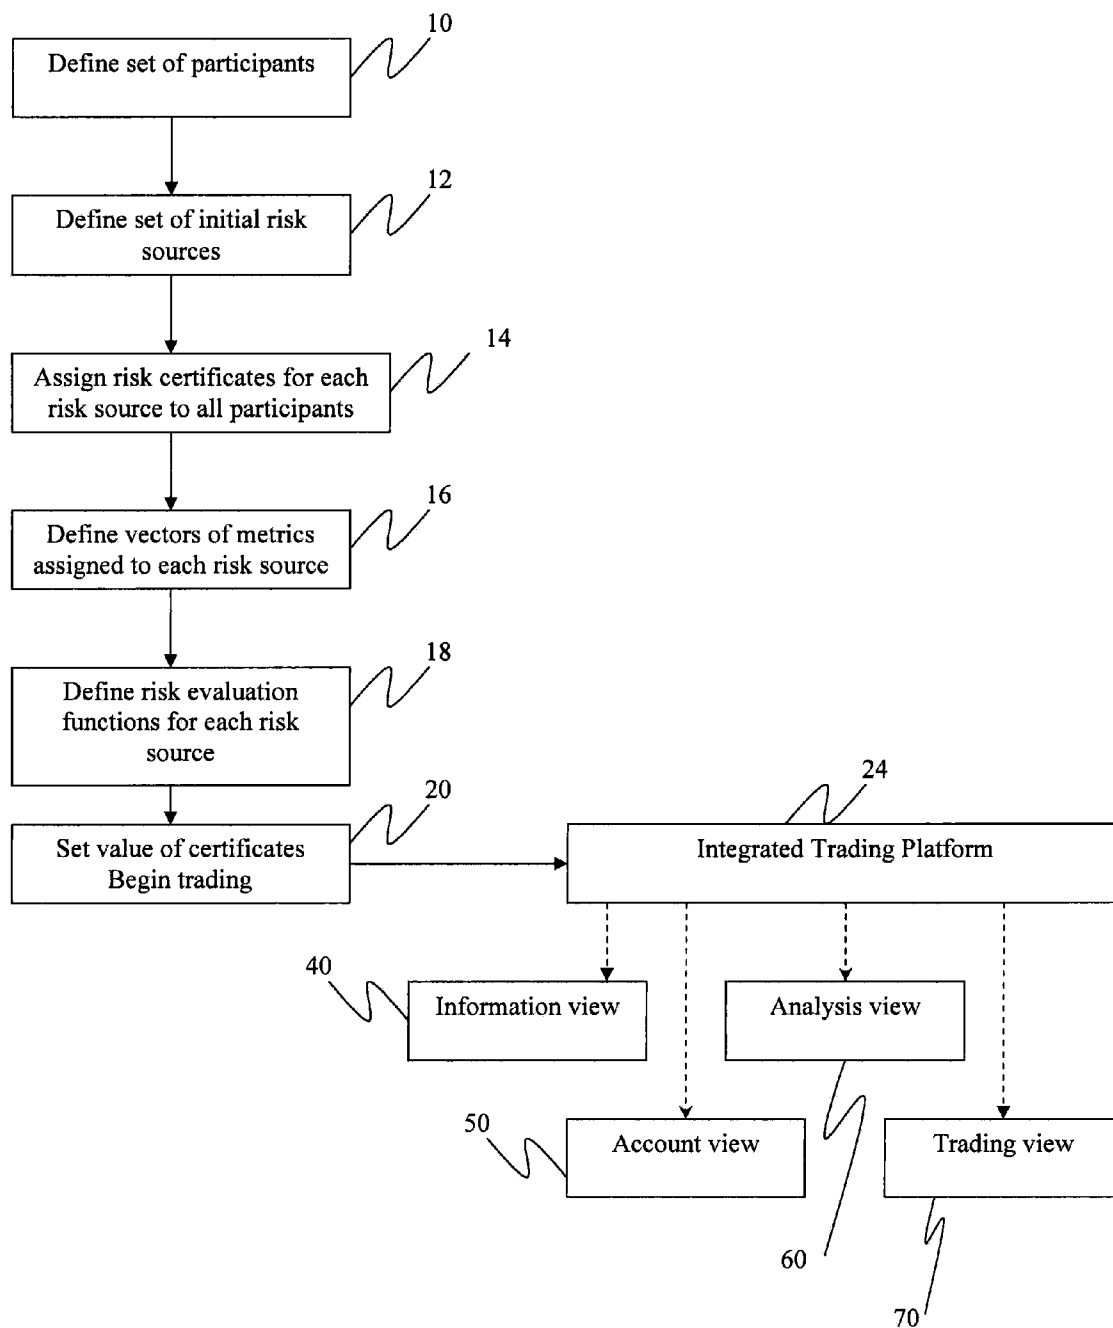 10
Define set of participants
12
Define set of initial risk
sources
14
Assign risk certificates for each
risk source to all participants
16
Define vectors of metrics
assigned to each risk source
18
Define risk evaluation
functions for each risk
source
20
Set value of certificates
Begin trading
24
Integrated Trading Platform
40
Information view
Analysis view
50
Account view
Trading view
60
70